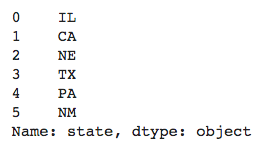 0    IL
1    CA
2    NE
3    TX
4    PA
5    NM
Name: state, dtype: object